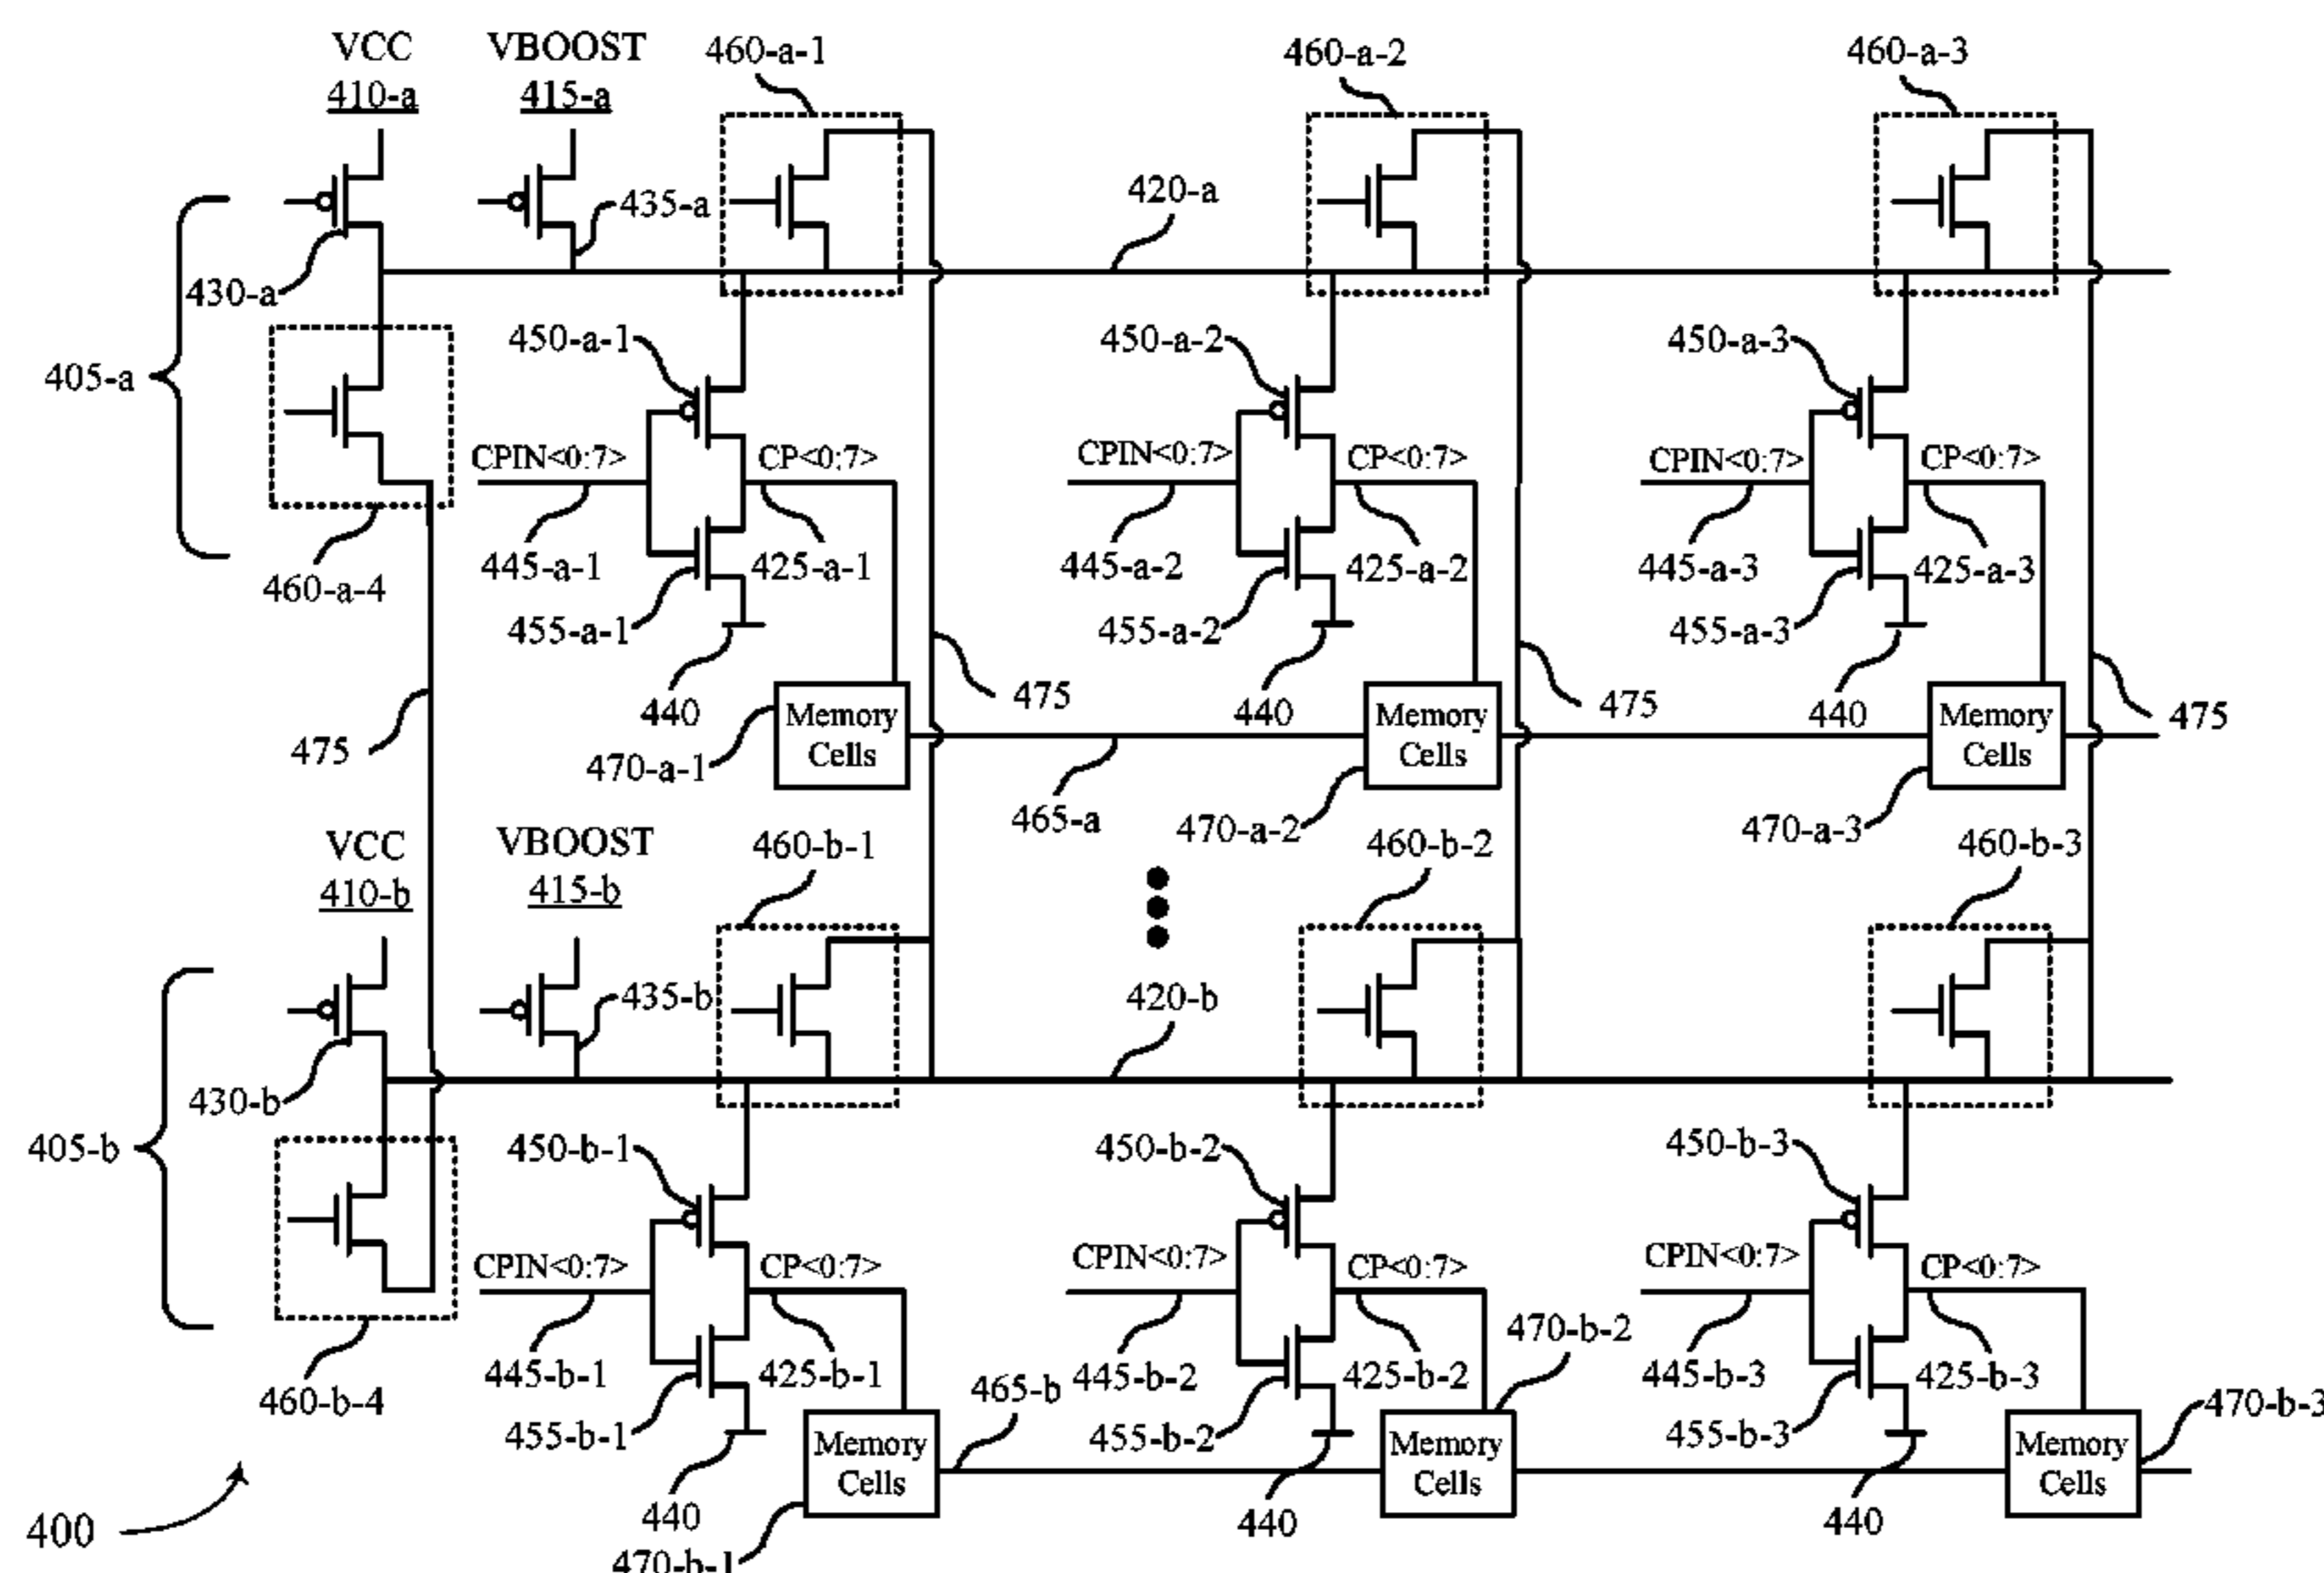 VCC
410-a
VBOOST
415-a
460-a-1
460-a-2
460-a-3
435-a
420-a
430-a
405-a
450-a-1
450-a-2
450-a-3
CPIN<0:7>
CP<0:7>
CPIN<0:7>
CP<0:7>
CPIN<0:7>
CP<0:7>
460-a-4
445-a-1
425-a-1
445-a-2
425-a-2
445-a-3
425-a-3
455-a-1
455-a-2
455-a-3
475
440
475
440
475
440
475
Memory
Cells
Memory
Cells
Memory
Cells
470-a-1
465-a
470-a-2
470-a-3
VCC
410-b
VBOOST
415-b
460-b-1
460-b-2
460-b-3
435-b
420-b
430-b
405-b
450-b-1
450-b-2
450-b-3
CPIN<0:7>
CP<0:7>
CPIN<0:7>
CP<0:7>
CPIN<0:7>
CP<0:7>
460-b-4
445-b-1
425-b-1
465-b
445-b-2
425-b-2
470-b-2
445-b-3
425-b-3
470-b-3
455-b-1
455-b-2
455-b-3
Memory
Cells
Memory
Cells
Memory
Cells
440
440
440
470-b-1
400